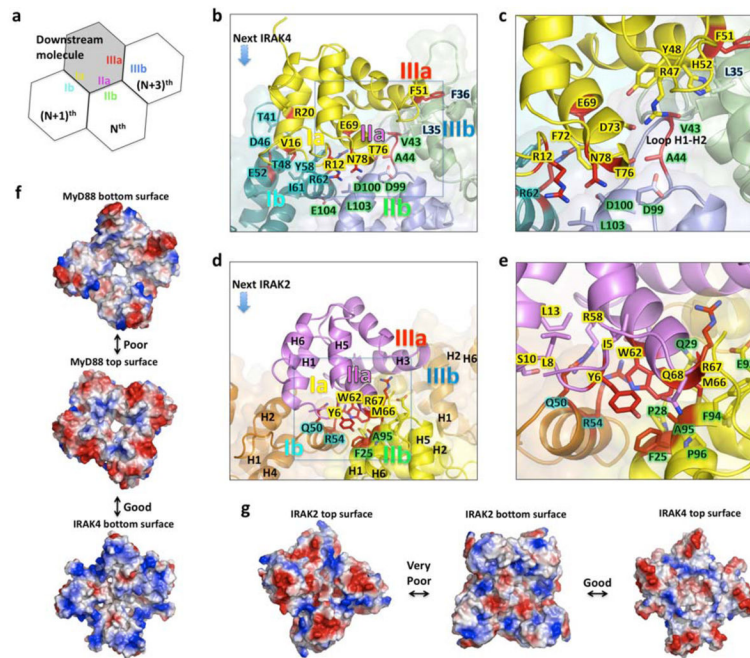 a
Downstream
molecule
IIIa
IIIb
Ia
IIa
Ib
IIb
(N+3)th
(N+1)th
Nth
b
Next IRAK4
IIIa
F51
F36
T41
R20
Ia
E69
IIa
L35
IIIb
D46
V16
V43
T48
Y58
R12
N78
T76
A44
E52
I61
R62
D100
D99
Ib
E104
L103
IIb
c
F51
Y48
H52
L35
R47
E69
D73
V43
F72
Loop H1-H2
R12
N78
A44
T76
R62
D100
D99
L103
d
Next IRAK2
IIIa
H6
H5
H2
H6
H1
IIa
H3
IIIb
Ia
W62
R67
H2
Y6
M66
H1
Q50
Ib
R54
A95
H5
H1
F25
IIb
H2
H4
H1
H6
e
L13
R58
I5
Q29
S10
L8
W62
R67
Y6
Q68
M66
Q50
P28
F94
R54
A95
F25
P96
f
MyD88 bottom surface
Poor
MyD88 top surface
Good
IRAK4 bottom surface
g
IRAK2 top surface
IRAK2 bottom surface
IRAK4 top surface
Very
Poor
Good